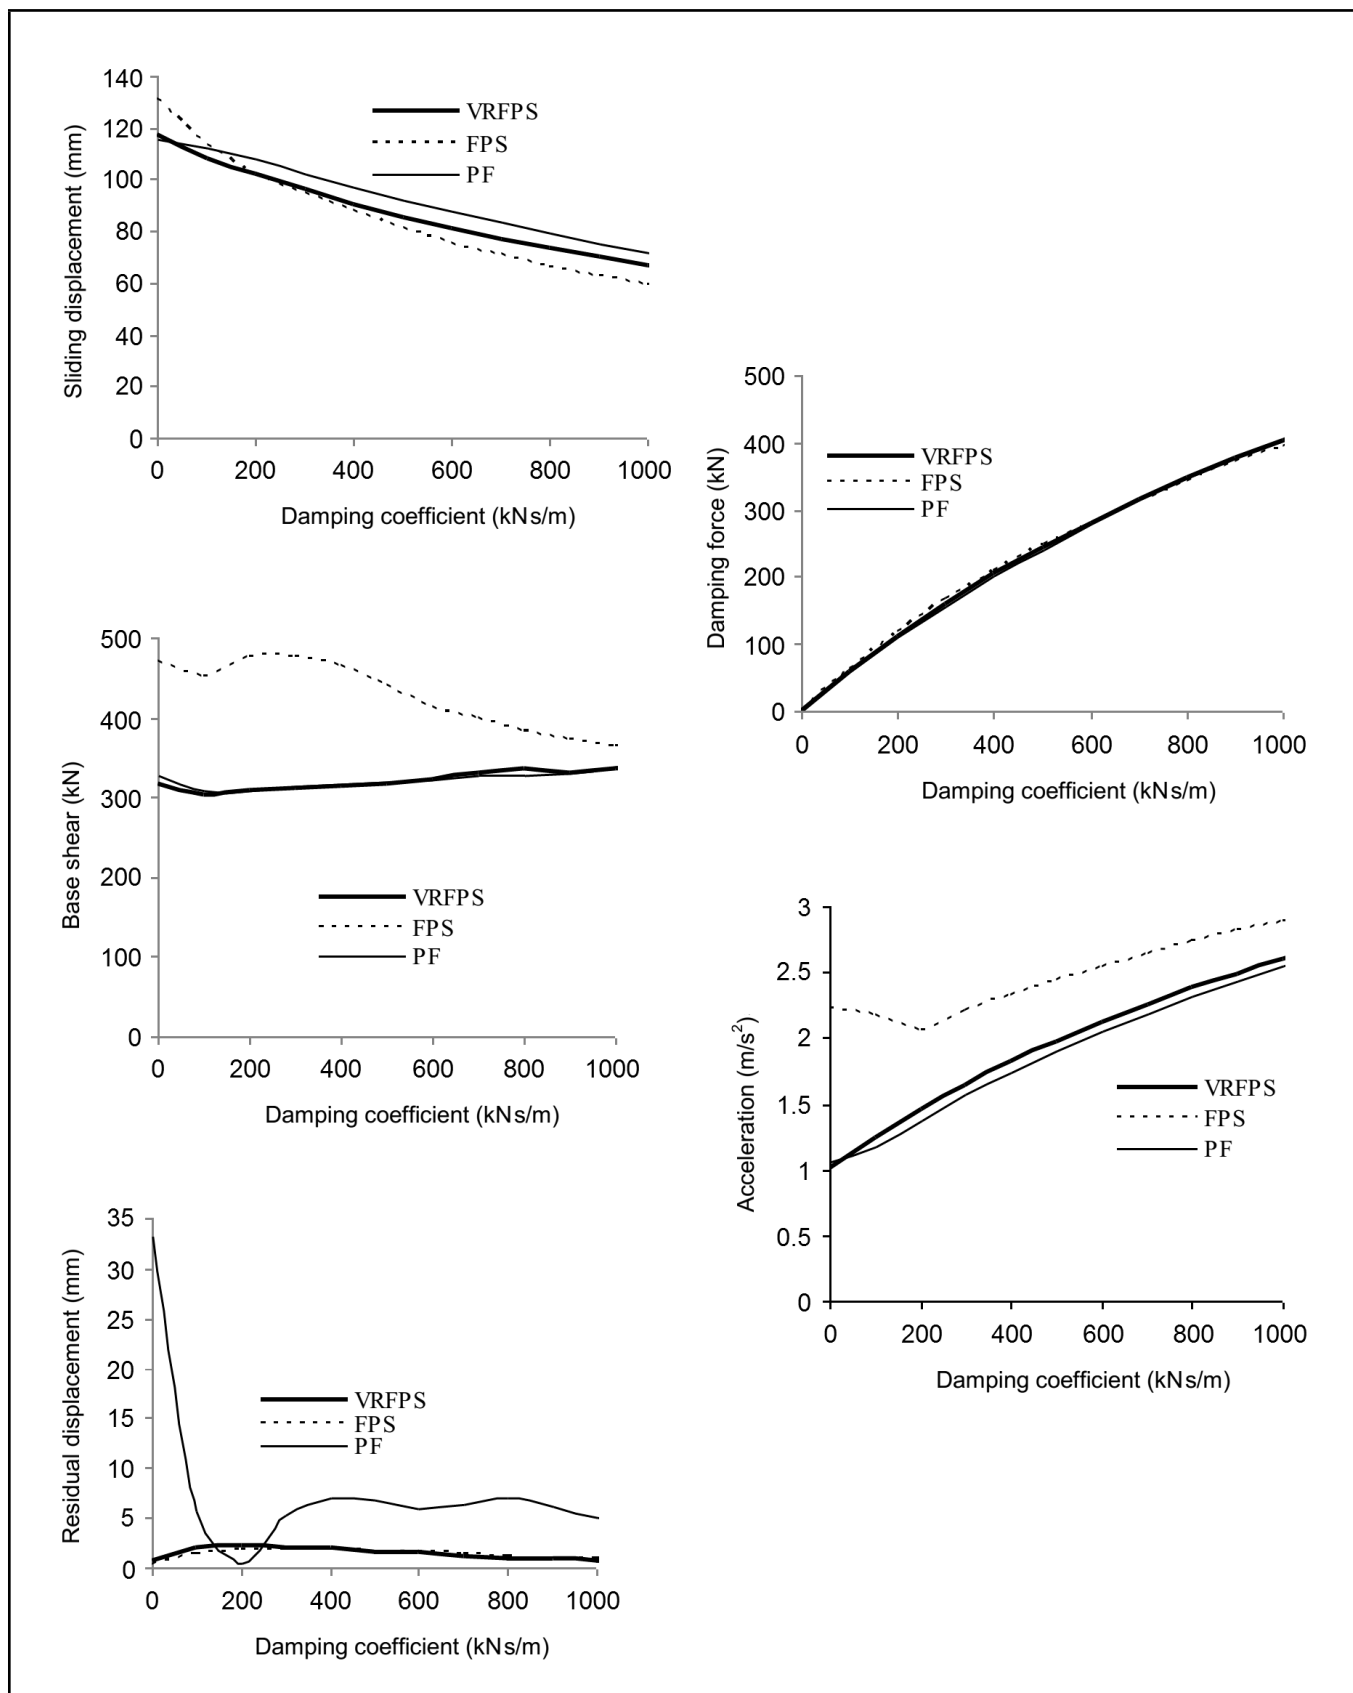 140
120
100
80
60
40
20
0
Sliding displacement (mm)
VRFPS
FPS
PF
0 200 400 600 800 1000
Damping coefficient (kNs/m)
500
400
300
200
100
0
Damping force (kN)
VRFPS
FPS
PF
0 200 400 600 800 1000
Damping coefficient (kNs/m)
500
400
300
200
100
0
Base shear (kN)
VRFPS
FPS
PF
0 200 400 600 800 1000
Damping coefficient (kNs/m)
3
2.5
2
1.5
1
0.5
0
Acceleration (m/s²)
VRFPS
FPS
PF
0 200 400 600 800 1000
Damping coefficient (kNs/m)
35
30
25
20
15
10
5
0
Residual displacement (mm)
VRFPS
FPS
PF
0 200 400 600 800 1000
Damping coefficient (kNs/m)